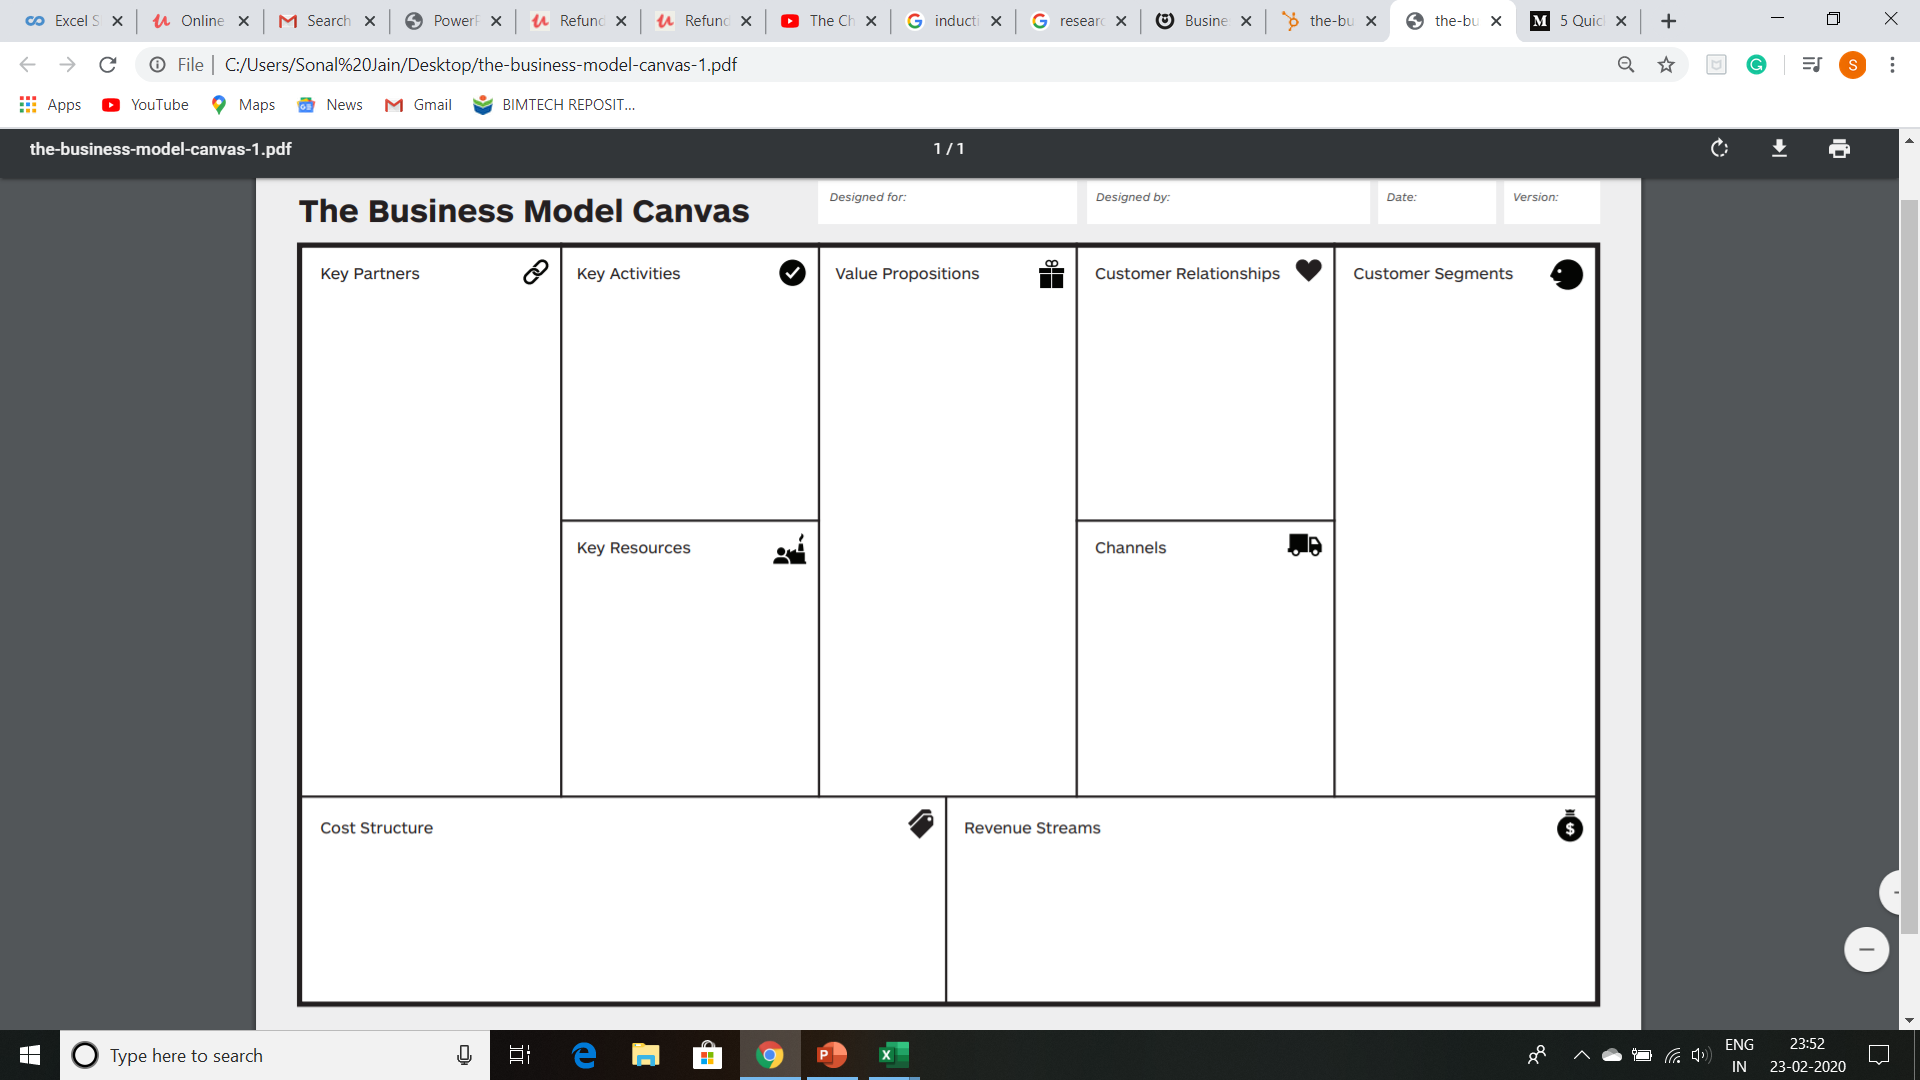 Excel S
Online
Search
PowerP
Refund
Refund
The Ch
inducti
researc
Busine
the-bu
the-bu
5 Quic
File
C:/Users/Sonal%20Jain/Desktop/the-business-model-canvas-1.pdf
S
Apps
YouTube
Maps
News
Gmail
BIMTECH REPOSIT...
the-business-model-canvas-1.pdf
1 / 1
The Business Model Canvas
Designed for:
Designed by:
Date:
Version:
Key Partners
Key Activities
Value Propositions
Customer Relationships
Customer Segments
Key Resources
Channels
Cost Structure
Revenue Streams
Type here to search
ENG
IN
23:52
23-02-2020